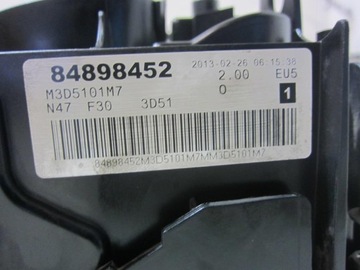 84898452 2013-02-26 06:15:38
M3D5101M7 2.00 EU5
N47 F30 3D51 0 1
84898452M3D5101M7MM3D5101M7